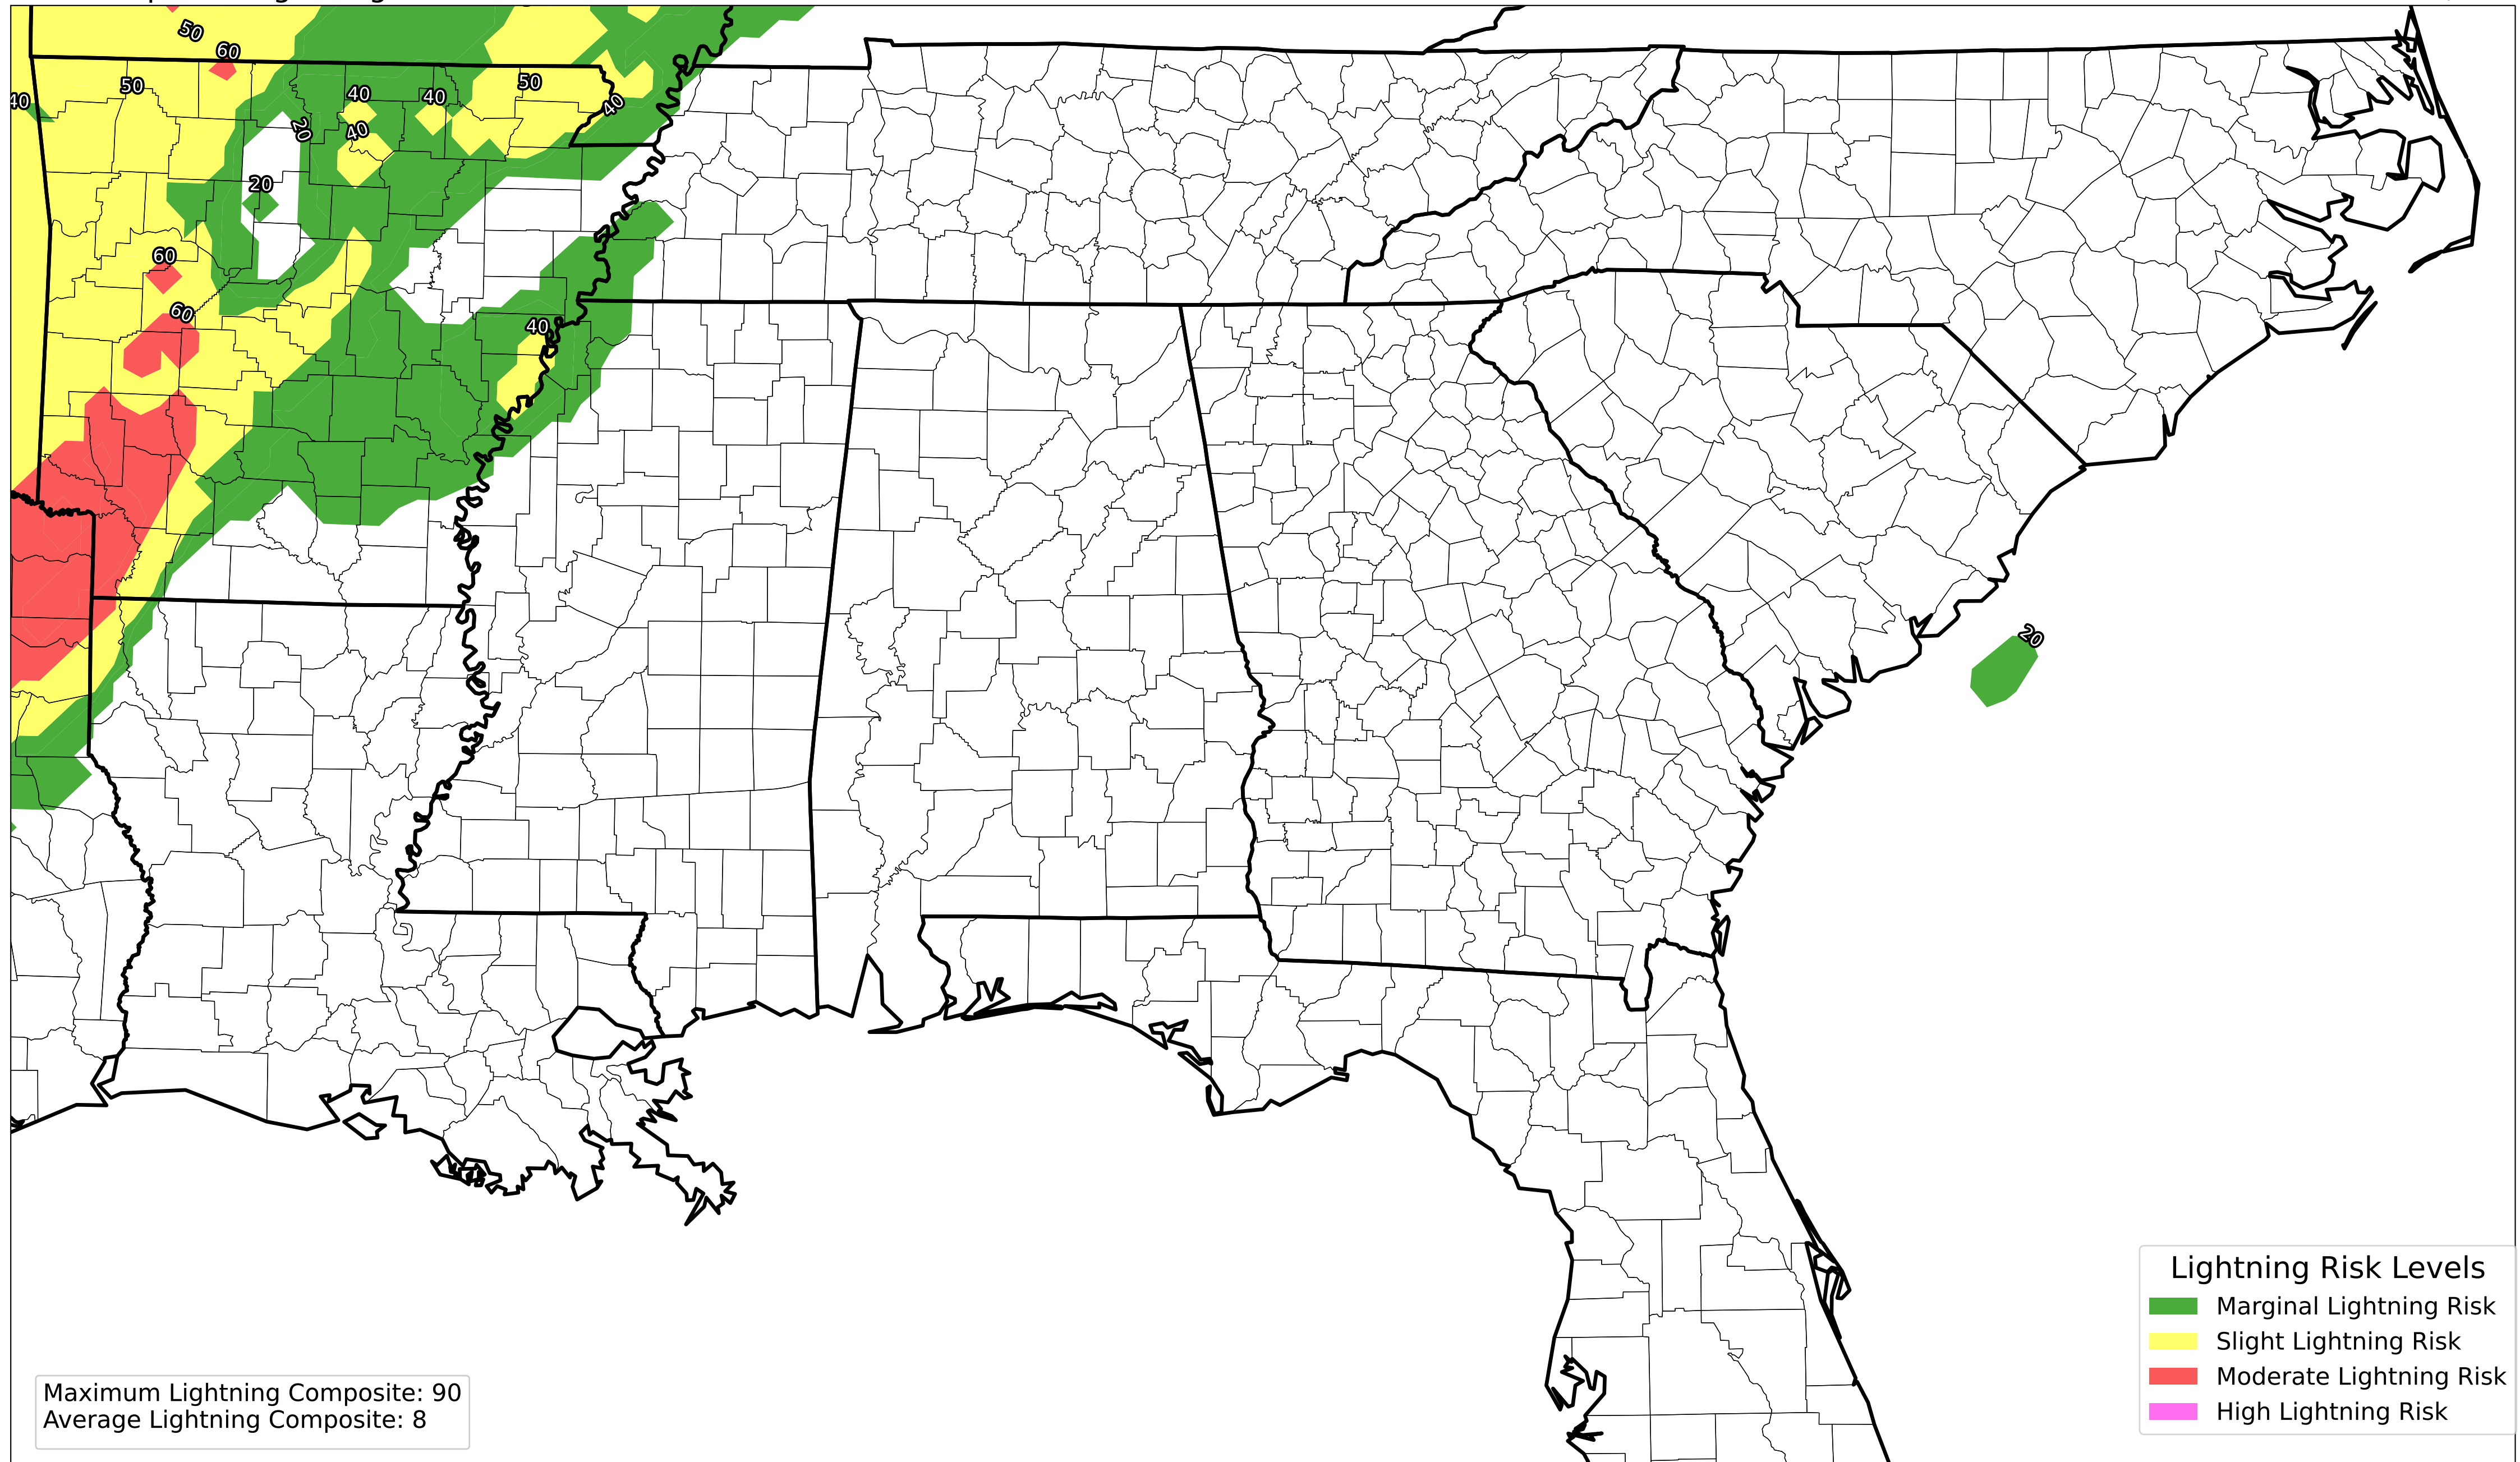 50
60
50
40
40
40
50
40
20
40
20
60
60
40
20
Lightning Risk Levels
Marginal Lightning Risk
Slight Lightning Risk
Moderate Lightning Risk
High Lightning Risk
Maximum Lightning Composite: 90
Average Lightning Composite: 8